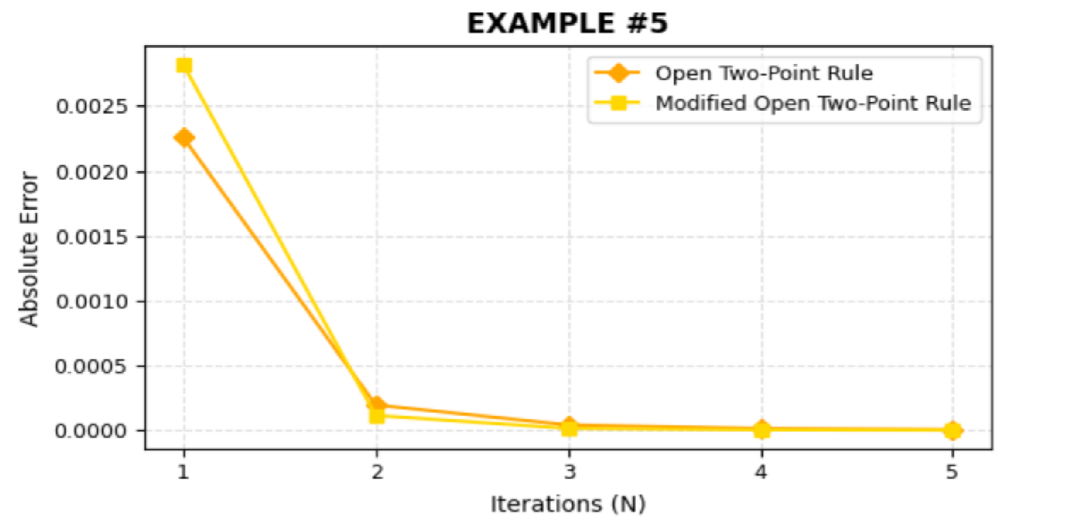 EXAMPLE #5
Open Two-Point Rule
Modified Open Two-Point Rule
Absolute Error
0.0025
0.0020
0.0015
0.0010
0.0005
0.0000
1 2 3 4 5
Iterations (N)